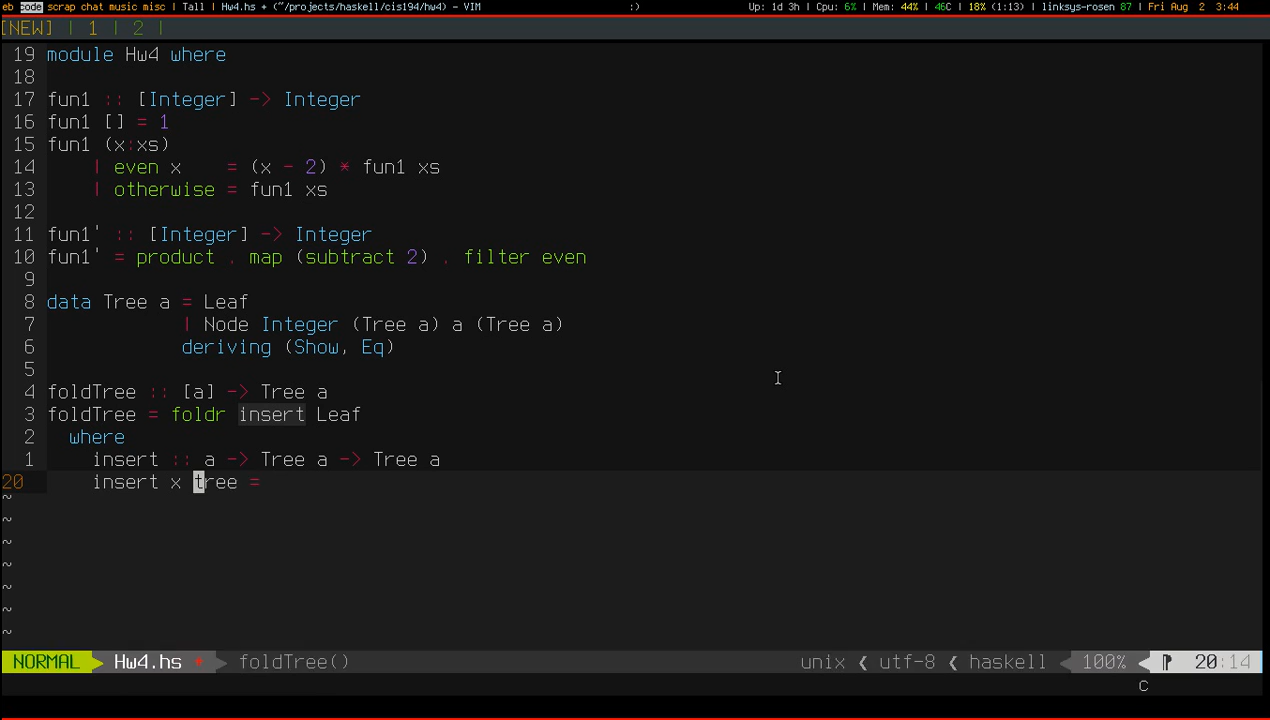 eb code scrap chat music misc | Tall | Hw4.hs + (~/projects/haskell/cis194/hw4) - VIM :) Up: 1d 3h | Cpu: 6% | Mem: 44% | 46C | 18% (1:13) | linksys-rosen 87 | Fri Aug 2 3:44
[NEW] | 1 | 2 |
19 module Hw4 where
18
17 fun1 :: [Integer] -> Integer
16 fun1 [] = 1
15 fun1 (x:xs)
14     | even x    = (x - 2) * fun1 xs
13     | otherwise = fun1 xs
12
11 fun1' :: [Integer] -> Integer
10 fun1' = product . map (subtract 2) . filter even
9
8 data Tree a = Leaf
7             | Node Integer (Tree a) a (Tree a)
6             deriving (Show, Eq)
5
4 foldTree :: [a] -> Tree a
3 foldTree = foldr insert Leaf
2   where
1     insert :: a -> Tree a -> Tree a
20     insert x tree =
~
~
~
~
~
~
~
NORMAL Hw4.hs foldTree() unix utf-8 haskell 100% 20:14
C